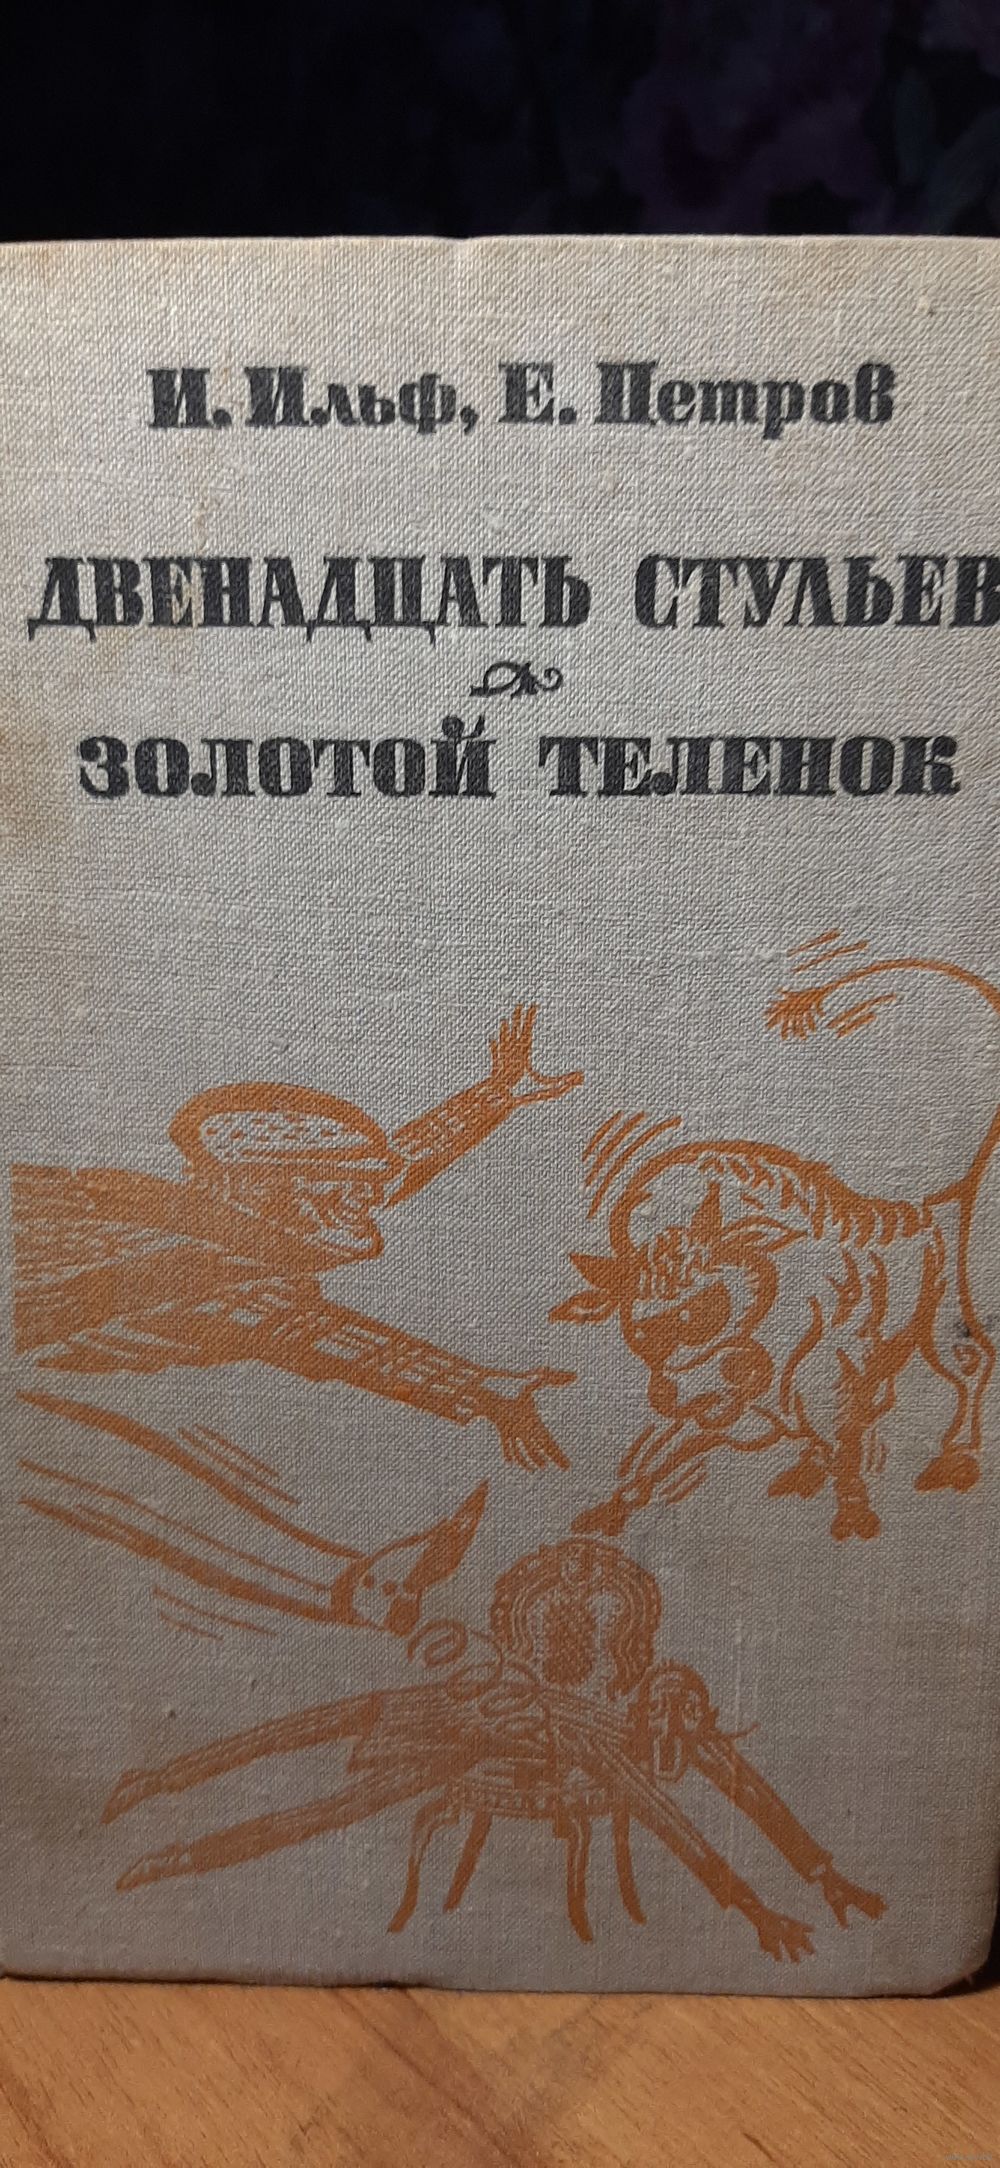 И. Ильф, Е. Петров
ДВЕНАДЦАТЬ СТУЛЬЕВ
ЗОЛОТОЙ ТЕЛЕНОК